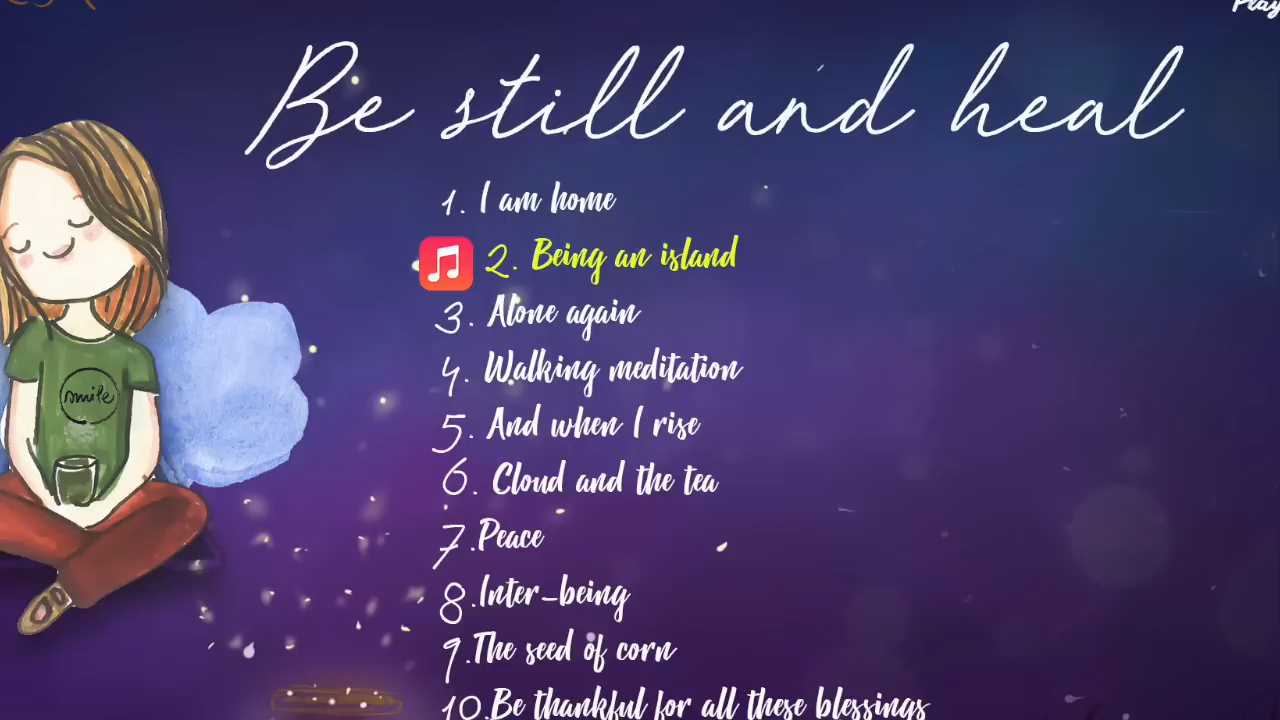 Play
Be still and heal
1. I am home
2. Being an island
3. Alone again
4. Walking meditation
5. And when I rise
6. Cloud and the tea
7. Peace
8. Inter-being
9. The seed of corn
10. Be thankful for all these blessings
smile